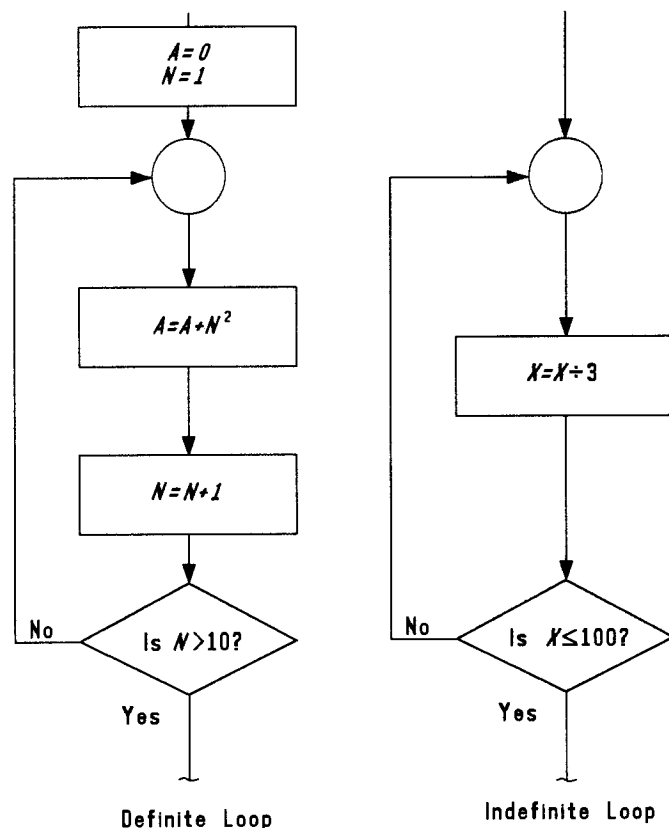 A=0
N=1
A=A+N²
N=N+1
No
Is N>10?
Yes
Definite Loop
X=X÷3
No
Is X≤100?
Yes
Indefinite Loop